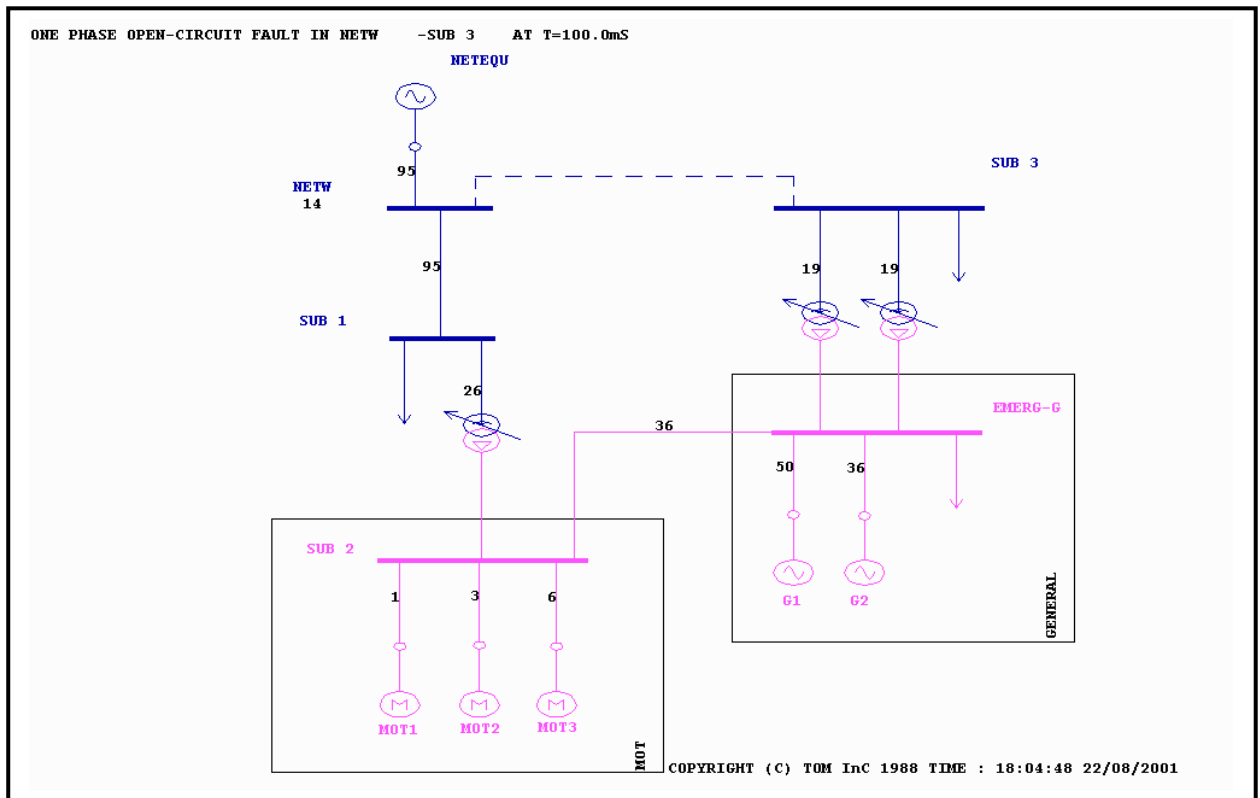 ONE PHASE OPEN-CIRCUIT FAULT IN NETW -SUB 3 AT T=100.0mS
NETEQU
95
SUB 3
NETW
14
95
19 19
SUB 1
26
EMERG-G
36
50 36
SUB 2
G1 G2
GENERAL
1 3 6
MOT1 MOT2 MOT3
MOT
COPYRIGHT (C) TOM InC 1988 TIME : 18:04:48 22/08/2001